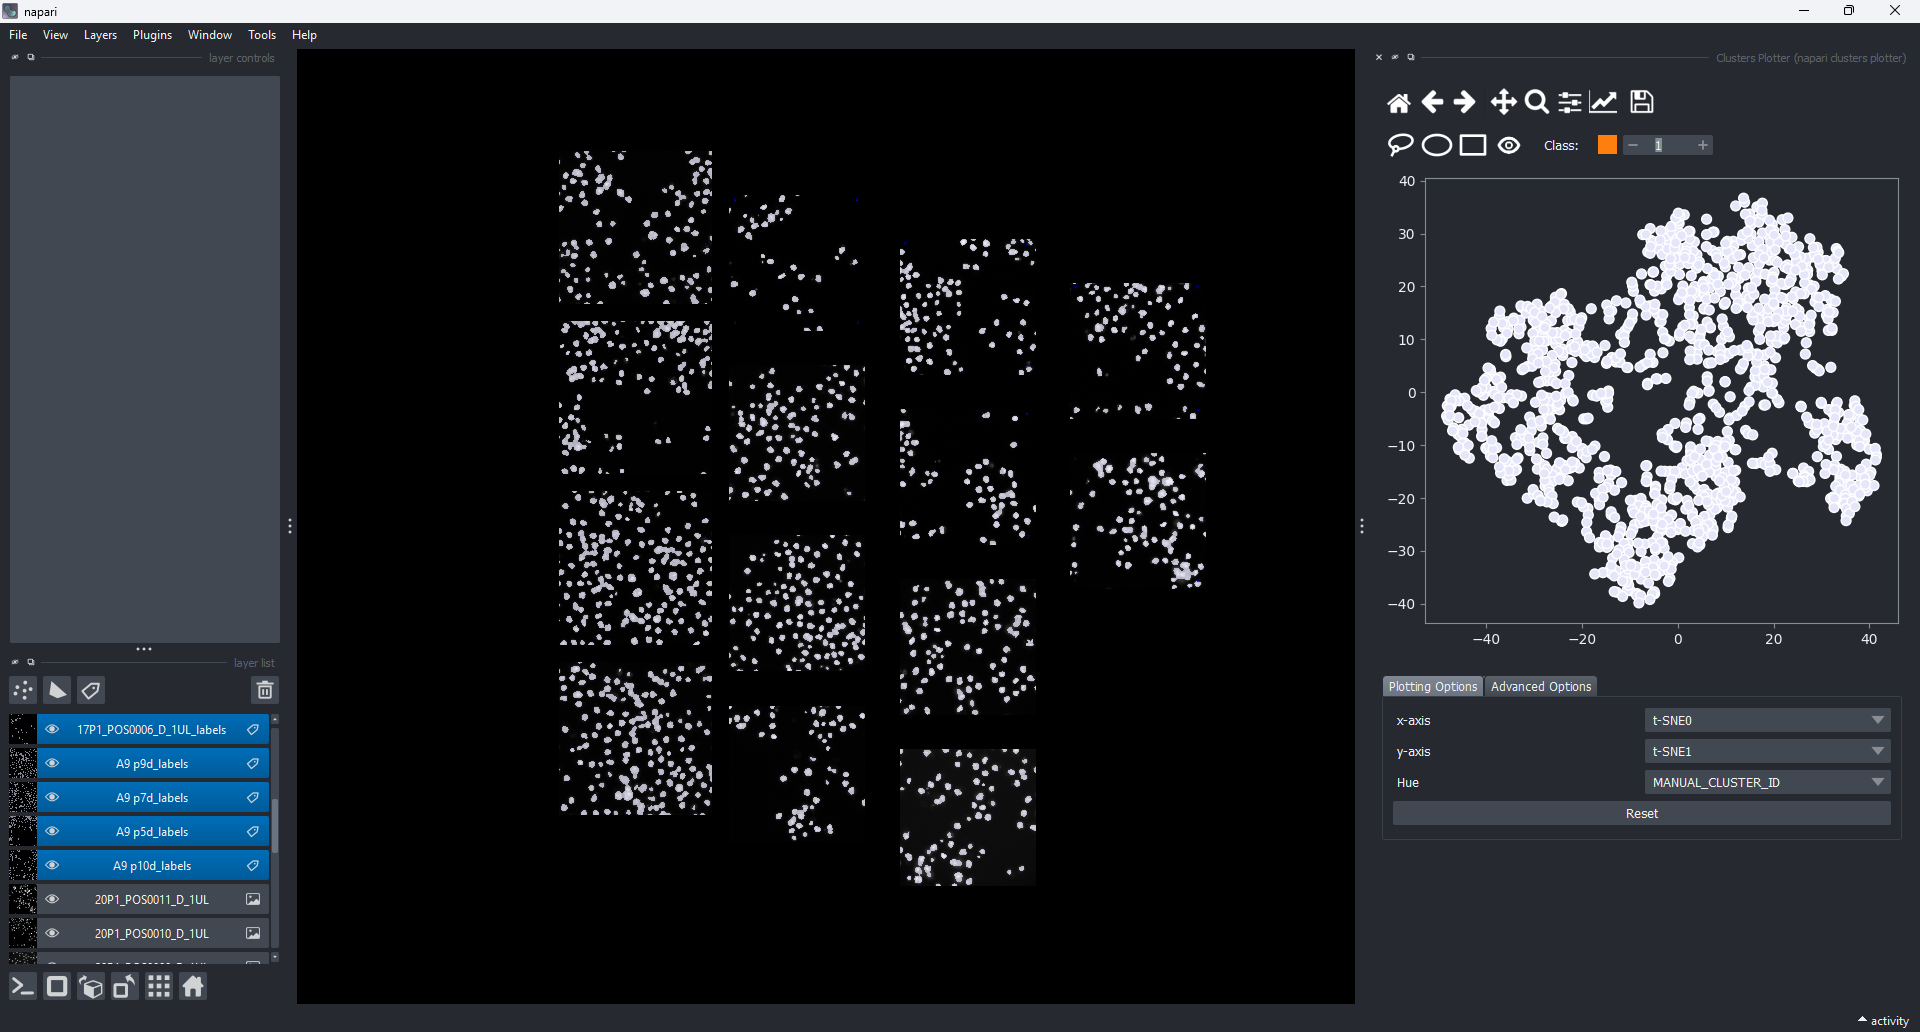 napari
File View Layers Plugins Window Tools Help
layer controls
layer list
17P1_POS0006_D_1UL_labels
A9 p9d_labels
A9 p7d_labels
A9 p5d_labels
A9 p10d_labels
20P1_POS0011_D_1UL
20P1_POS0010_D_1UL
Clusters Plotter (napari clusters plotter)
Class: 1
40
30
20
10
0
−10
−20
−30
−40
−40 −20 0 20 40
Plotting Options Advanced Options
x-axis t-SNE0
y-axis t-SNE1
Hue MANUAL_CLUSTER_ID
Reset
activity